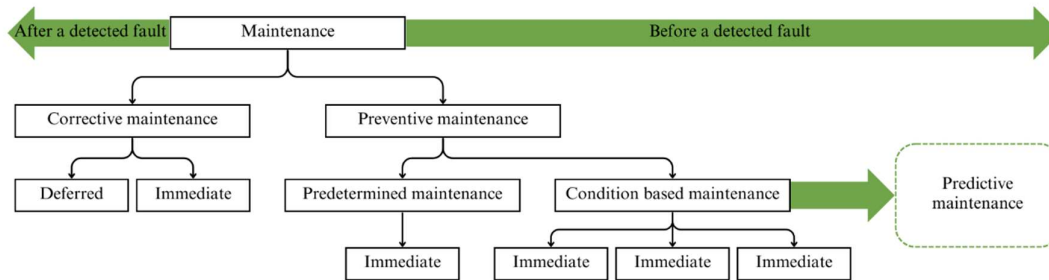 After a detected fault
Maintenance
Before a detected fault
Corrective maintenance
Preventive maintenance
Deferred
Immediate
Predetermined maintenance
Condition based maintenance
Predictive
maintenance
Immediate
Immediate
Immediate
Immediate